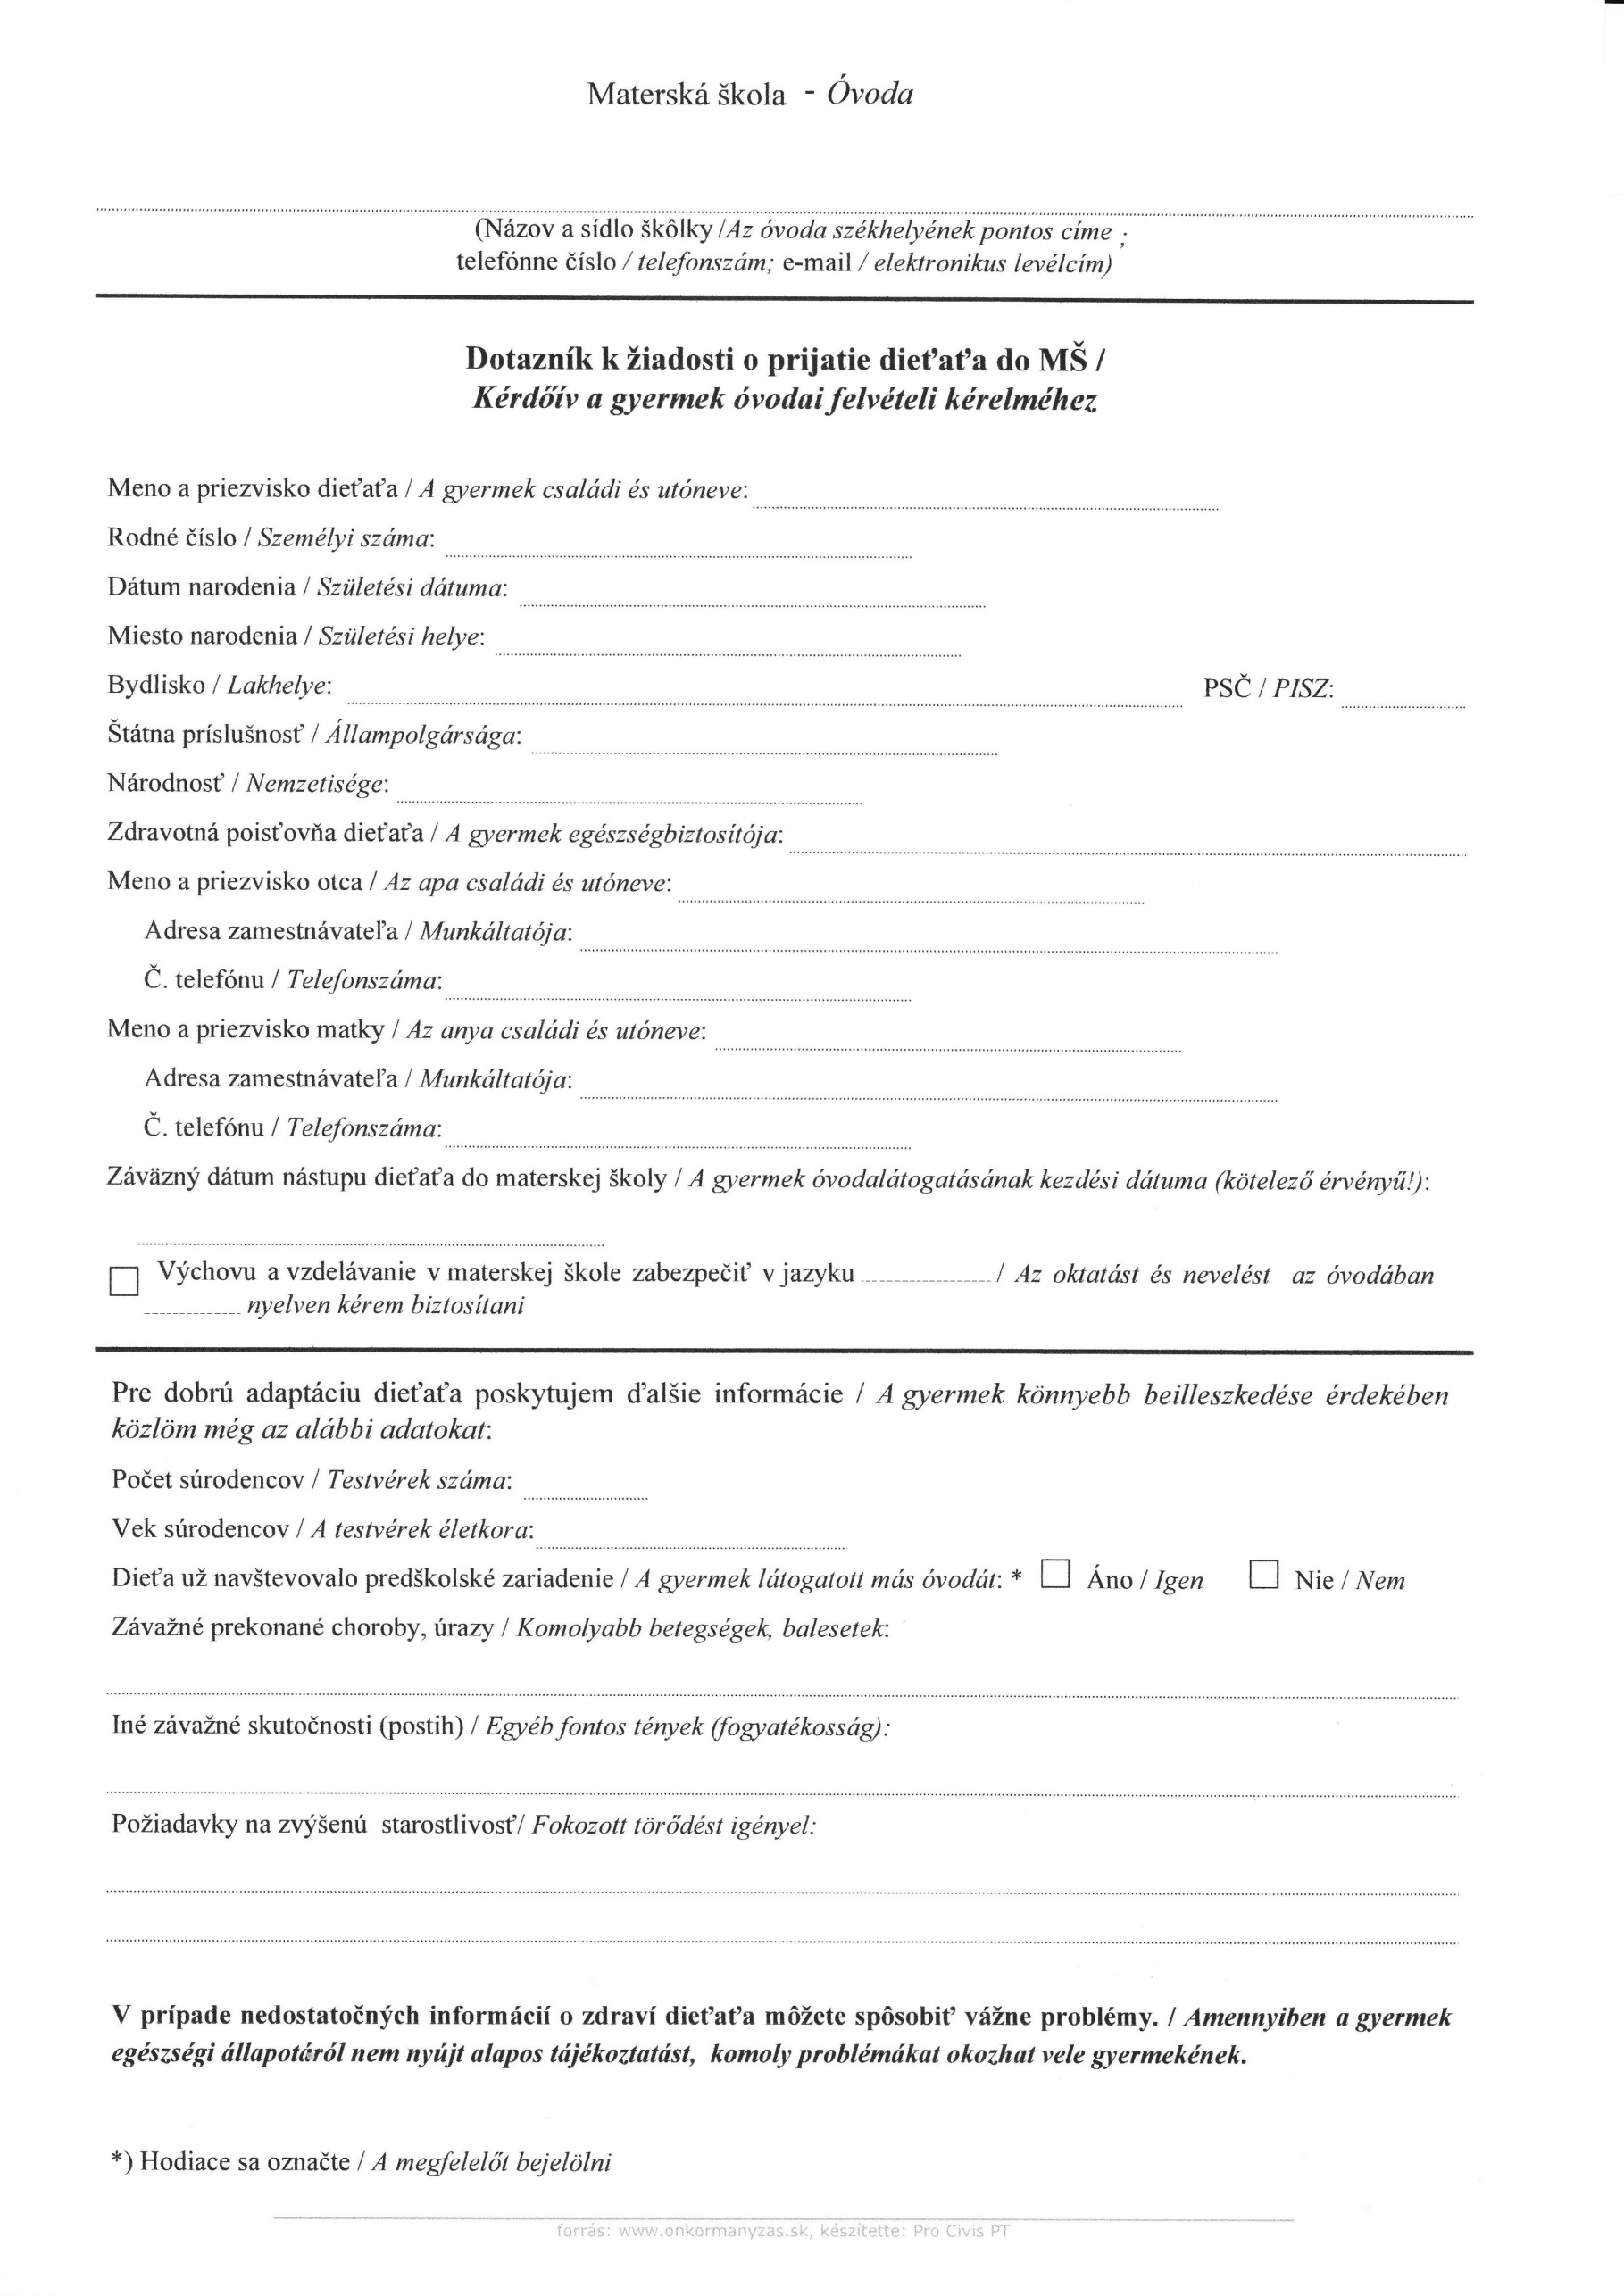 Materská škola - Óvoda
(Názov a sídlo škôlky /Az óvoda székhelyének pontos címe ;
telefónne číslo / telefonszám; e-mail / elektronikus levélcím)
Dotazník k žiadosti o prijatie dieťaťa do MŠ /
Kérdőív a gyermek óvodai felvételi kérelméhez
Meno a priezvisko dieťaťa / A gyermek családi és utóneve:
Rodné číslo / Személyi száma:
Dátum narodenia / Születési dátuma:
Miesto narodenia / Születési helye:
Bydlisko / Lakhelye: PSČ / PISZ:
Štátna príslušnosť / Állampolgársága:
Národnosť / Nemzetisége:
Zdravotná poisťovňa dieťaťa / A gyermek egészségbiztosítója:
Meno a priezvisko otca / Az apa családi és utóneve:
Adresa zamestnávateľa / Munkáltatója:
Č. telefónu / Telefonszáma:
Meno a priezvisko matky / Az anya családi és utóneve:
Adresa zamestnávateľa / Munkáltatója:
Č. telefónu / Telefonszáma:
Záväzný dátum nástupu dieťaťa do materskej školy / A gyermek óvodalátogatásának kezdési dátuma (kötelező érvényű!):
Výchovu a vzdelávanie v materskej škole zabezpečiť v jazyku / Az oktatást és nevelést az óvodában
nyelven kérem biztosítani
Pre dobrú adaptáciu dieťaťa poskytujem ďalšie informácie / A gyermek könnyebb beilleszkedése érdekében
közlöm még az alábbi adatokat:
Počet súrodencov / Testvérek száma:
Vek súrodencov / A testvérek életkora:
Dieťa už navštevovalo predškolské zariadenie / A gyermek látogatott más óvodát: * Áno / Igen Nie / Nem
Závažné prekonané choroby, úrazy / Komolyabb betegségek, balesetek:
Iné závažné skutočnosti (postih) / Egyéb fontos tények (fogyatékosság):
Požiadavky na zvýšenú starostlivosť/ Fokozott törődést igényel:
V prípade nedostatočných informácií o zdraví dieťaťa môžete spôsobiť vážne problémy. / Amennyiben a gyermek
egészségi állapotáról nem nyújt alapos tájékoztatást, komoly problémákat okozhat vele gyermekének.
*) Hodiace sa označte / A megfelelőt bejelölni
forrás: www.onkormanyzas.sk, készítette: Pro Civis PT